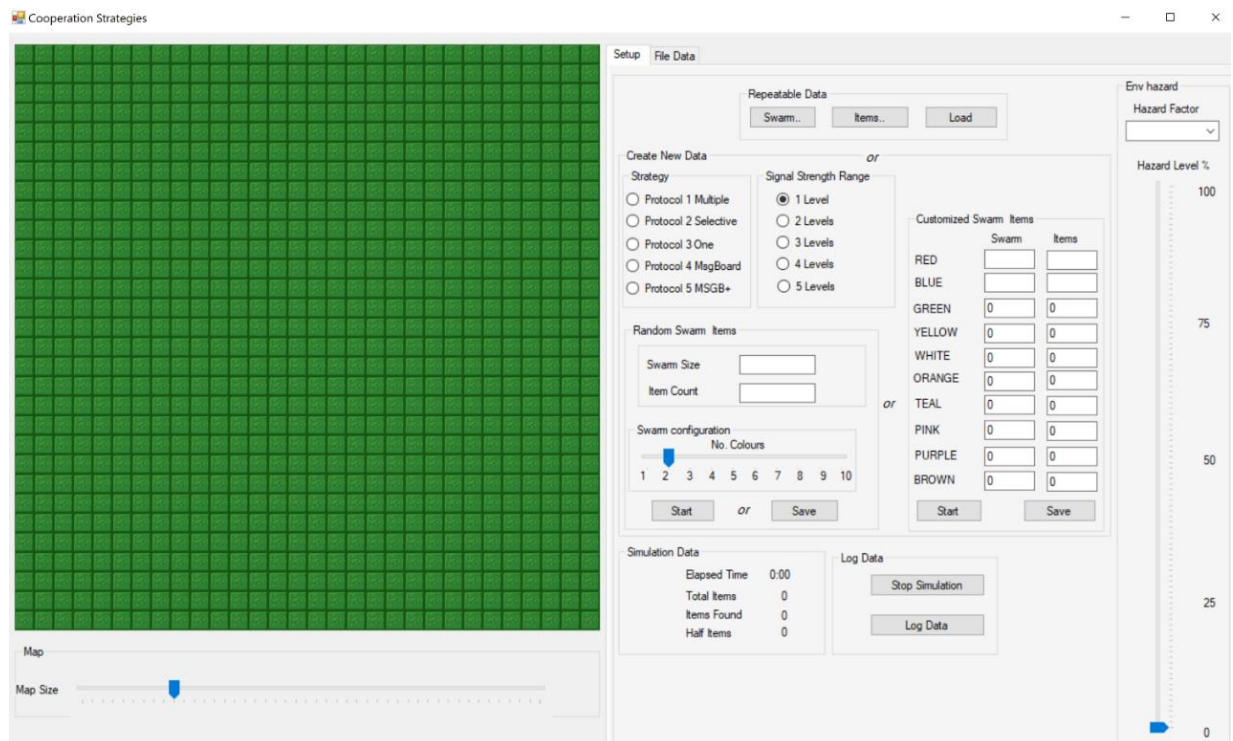 Cooperation Strategies
Setup File Data
Repeatable Data
Swarm.. Items.. Load
Env hazard
Hazard Factor
Hazard Level %
100
75
50
25
0
Create New Data
or
Strategy
Protocol 1 Multiple
Protocol 2 Selective
Protocol 3 One
Protocol 4 MsgBoard
Protocol 5 MSGB+
Signal Strength Range
1 Level
2 Levels
3 Levels
4 Levels
5 Levels
Random Swarm Items
Swarm Size
Item Count
Swarm configuration
No. Colours
1 2 3 4 5 6 7 8 9 10
Start or Save
or
Customized Swarm Items
Swarm Items
RED
BLUE
GREEN 0 0
YELLOW 0 0
WHITE 0 0
ORANGE 0 0
TEAL 0 0
PINK 0 0
PURPLE 0 0
BROWN 0 0
Start Save
Simulation Data
Elapsed Time 0:00
Total Items 0
Items Found 0
Half Items 0
Log Data
Stop Simulation
Log Data
Map
Map Size